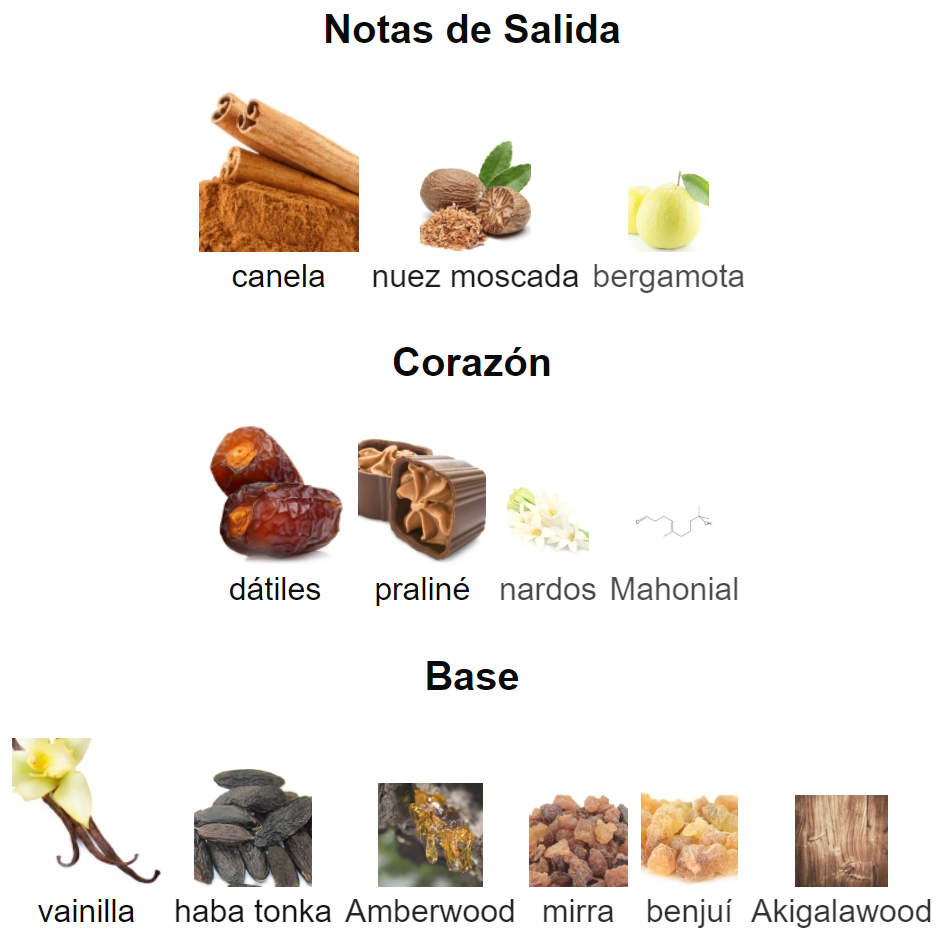 Notas de Salida
canela nuez moscada bergamota
Corazón
dátiles praliné nardos Mahonial
Base
vainilla haba tonka Amberwood mirra benjuí Akigalawood